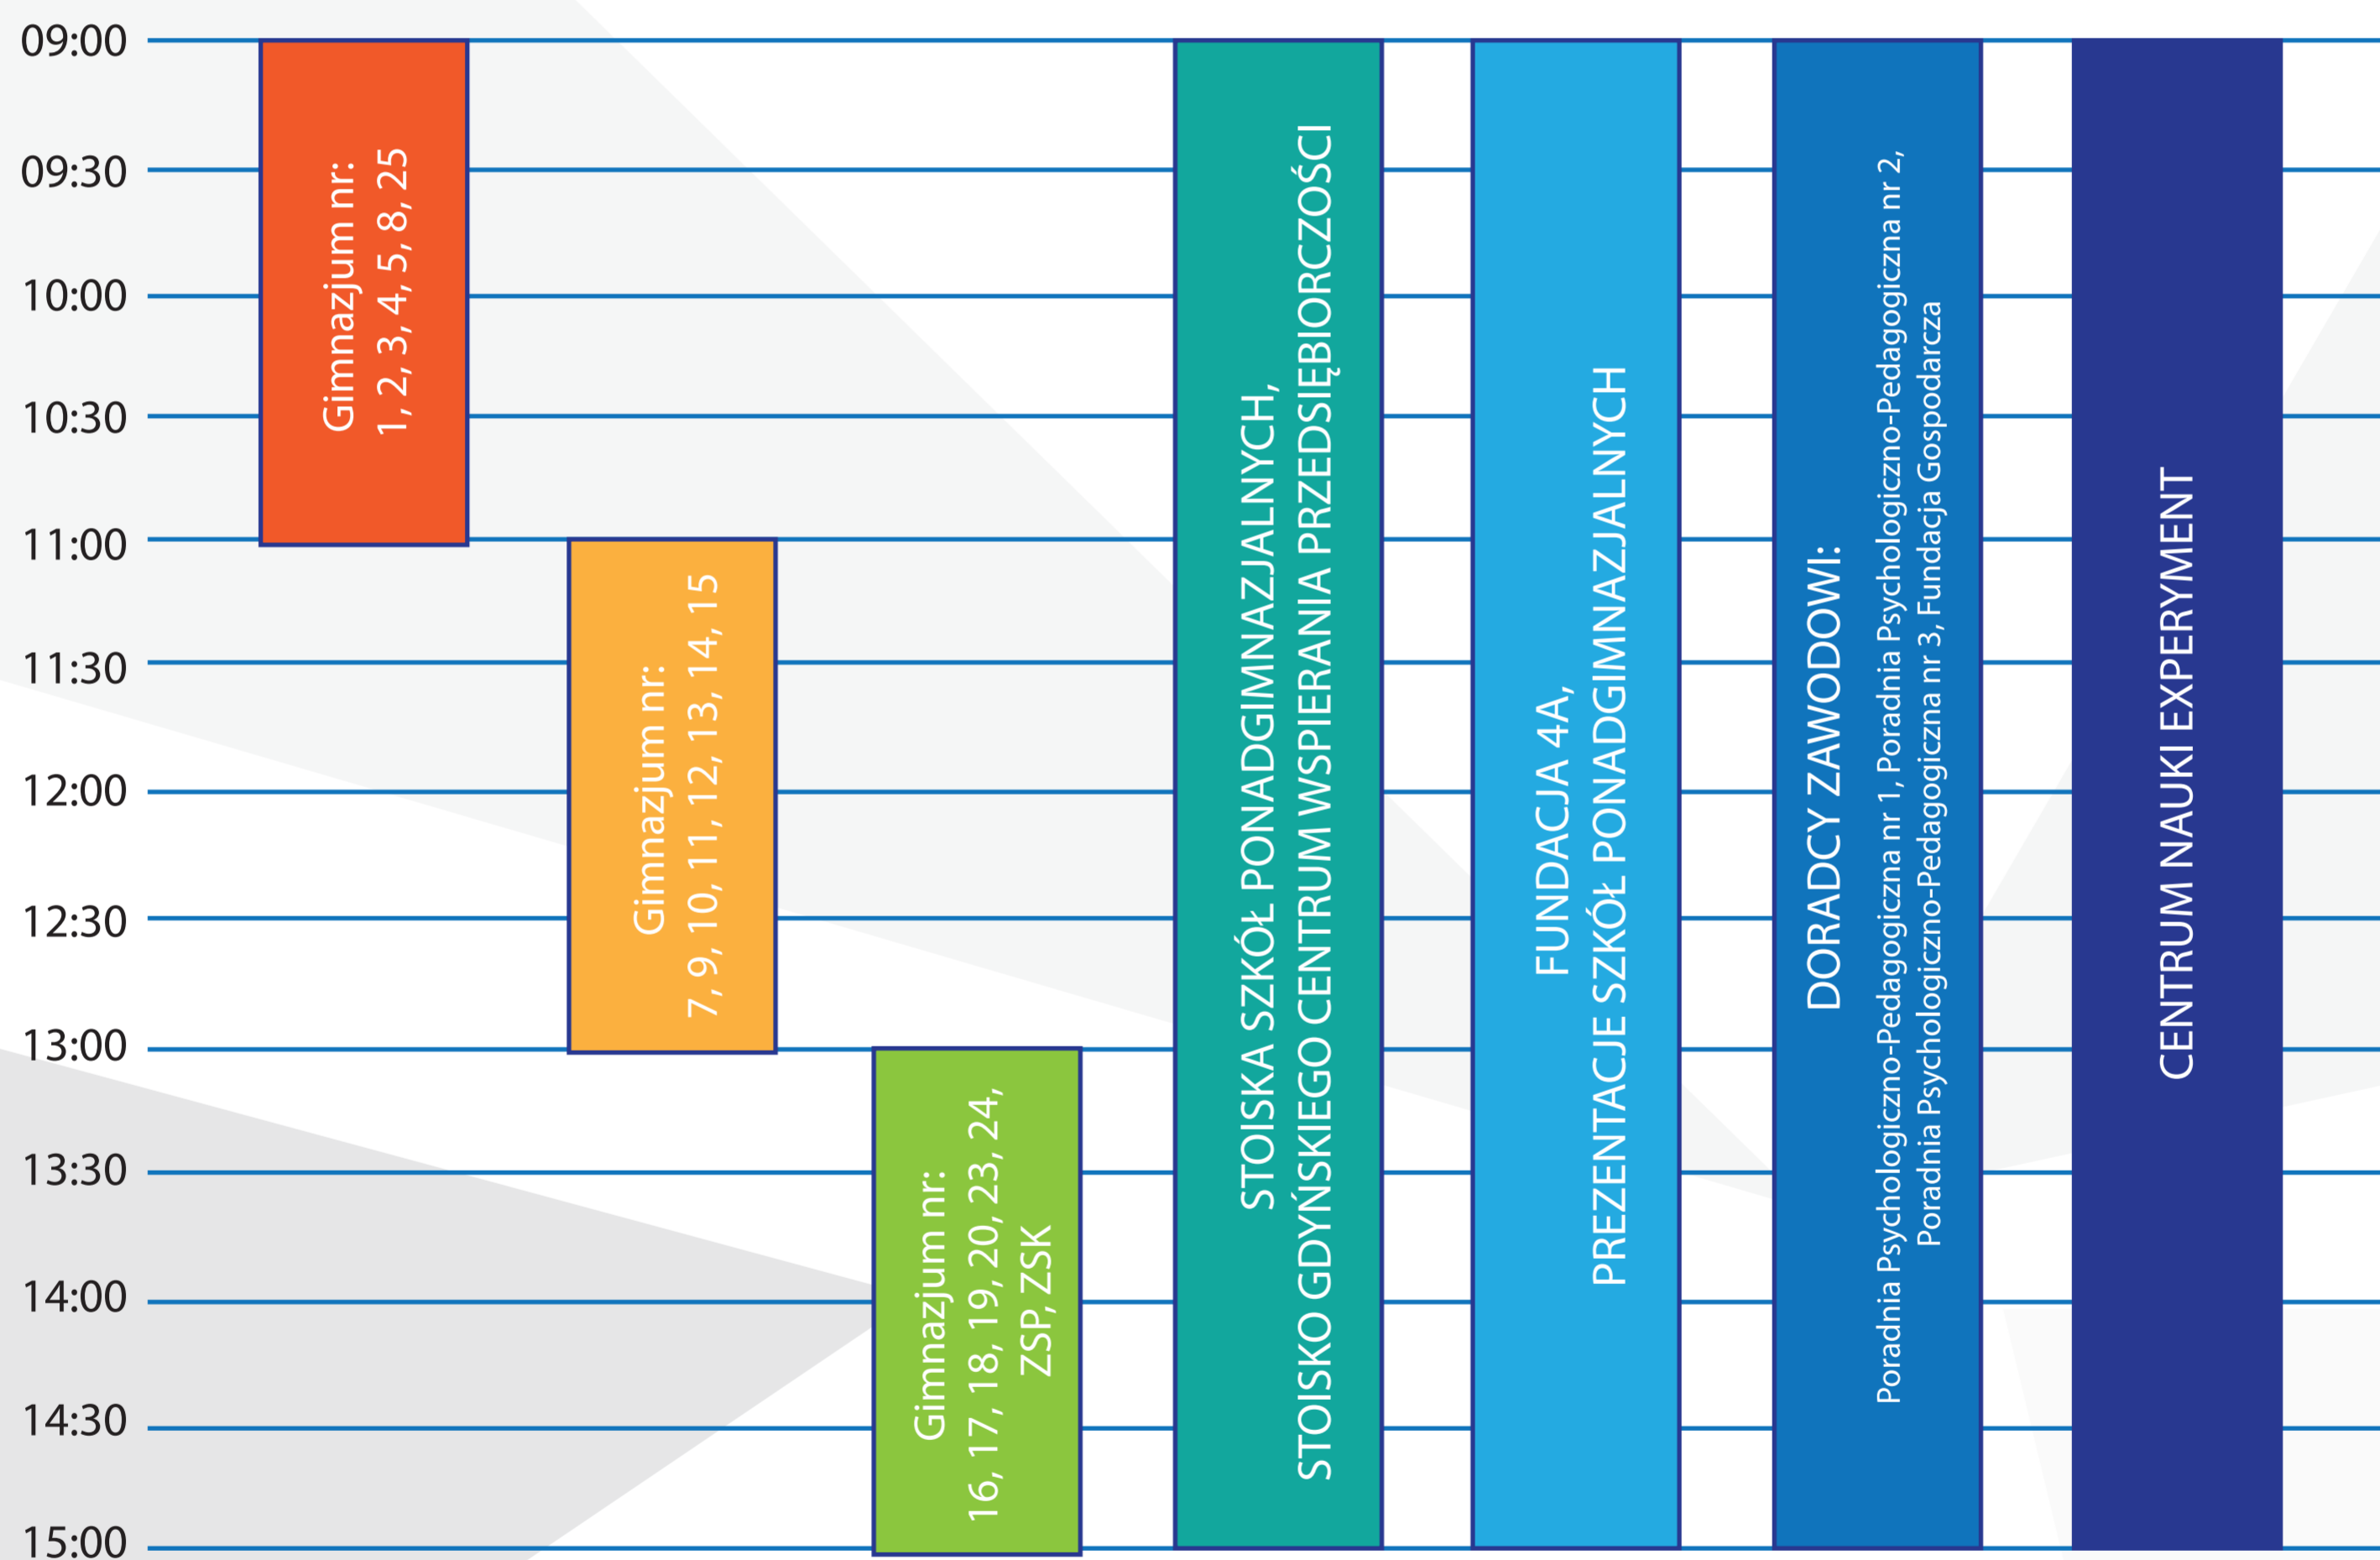 09:00
09:30
10:00
10:30
11:00
11:30
12:00
12:30
13:00
13:30
14:00
14:30
15:00
Gimnazjum nr:
1, 2, 3, 4, 5, 8, 25
Gimnazjum nr:
7, 9, 10, 11, 12, 13, 14, 15
Gimnazjum nr:
16, 17, 18, 19, 20, 23, 24,
ZSP, ZSK
STOISKA SZKÓŁ PONADGIMNAZJALNYCH,
STOISKO GDYŃSKIEGO CENTRUM WSPIERANIA PRZEDSIĘBIORCZOŚCI
FUNDACJA 4A,
PREZENTACJE SZKÓŁ PONADGIMNAZJALNYCH
DORADCY ZAWODOWI:
Poradnia Psychologiczno-Pedagogiczna nr 1, Poradnia Psychologiczno-Pedagogiczna nr 2,
Poradnia Psychologiczno-Pedagogiczna nr 3, Fundacja Gospodarcza
CENTRUM NAUKI EXPERYMENT